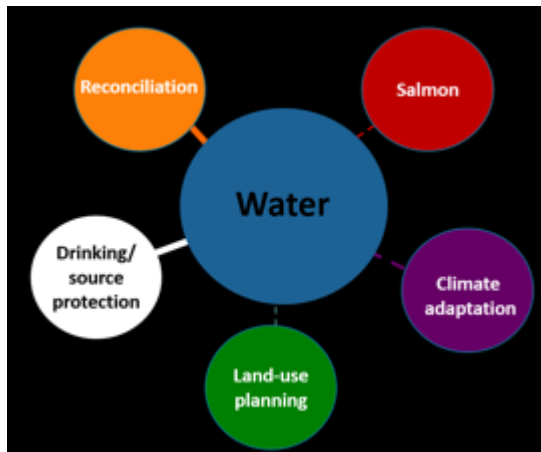 Reconciliation
Salmon
Water
Drinking/
source
protection
Climate
adaptation
Land-use
planning